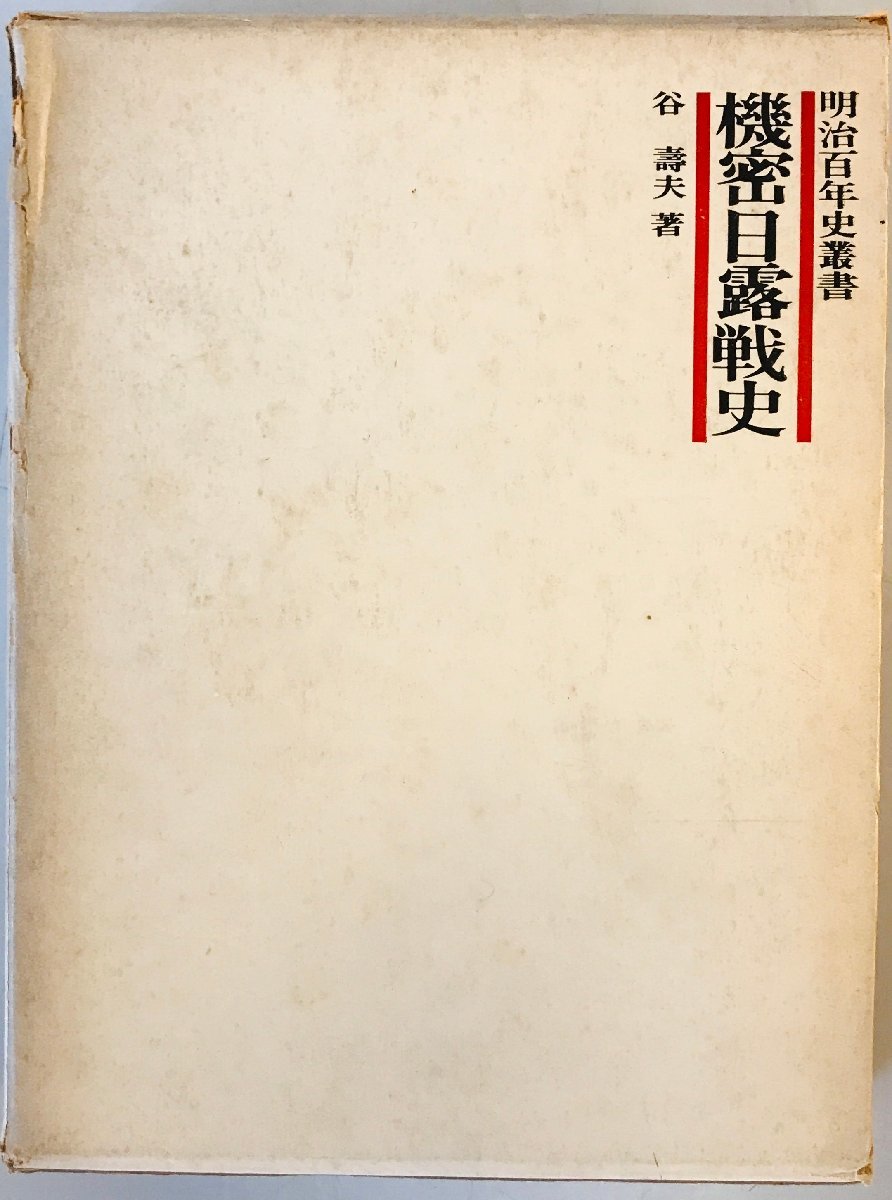 明治百年史叢書
機密日露戦史
谷 壽夫 著